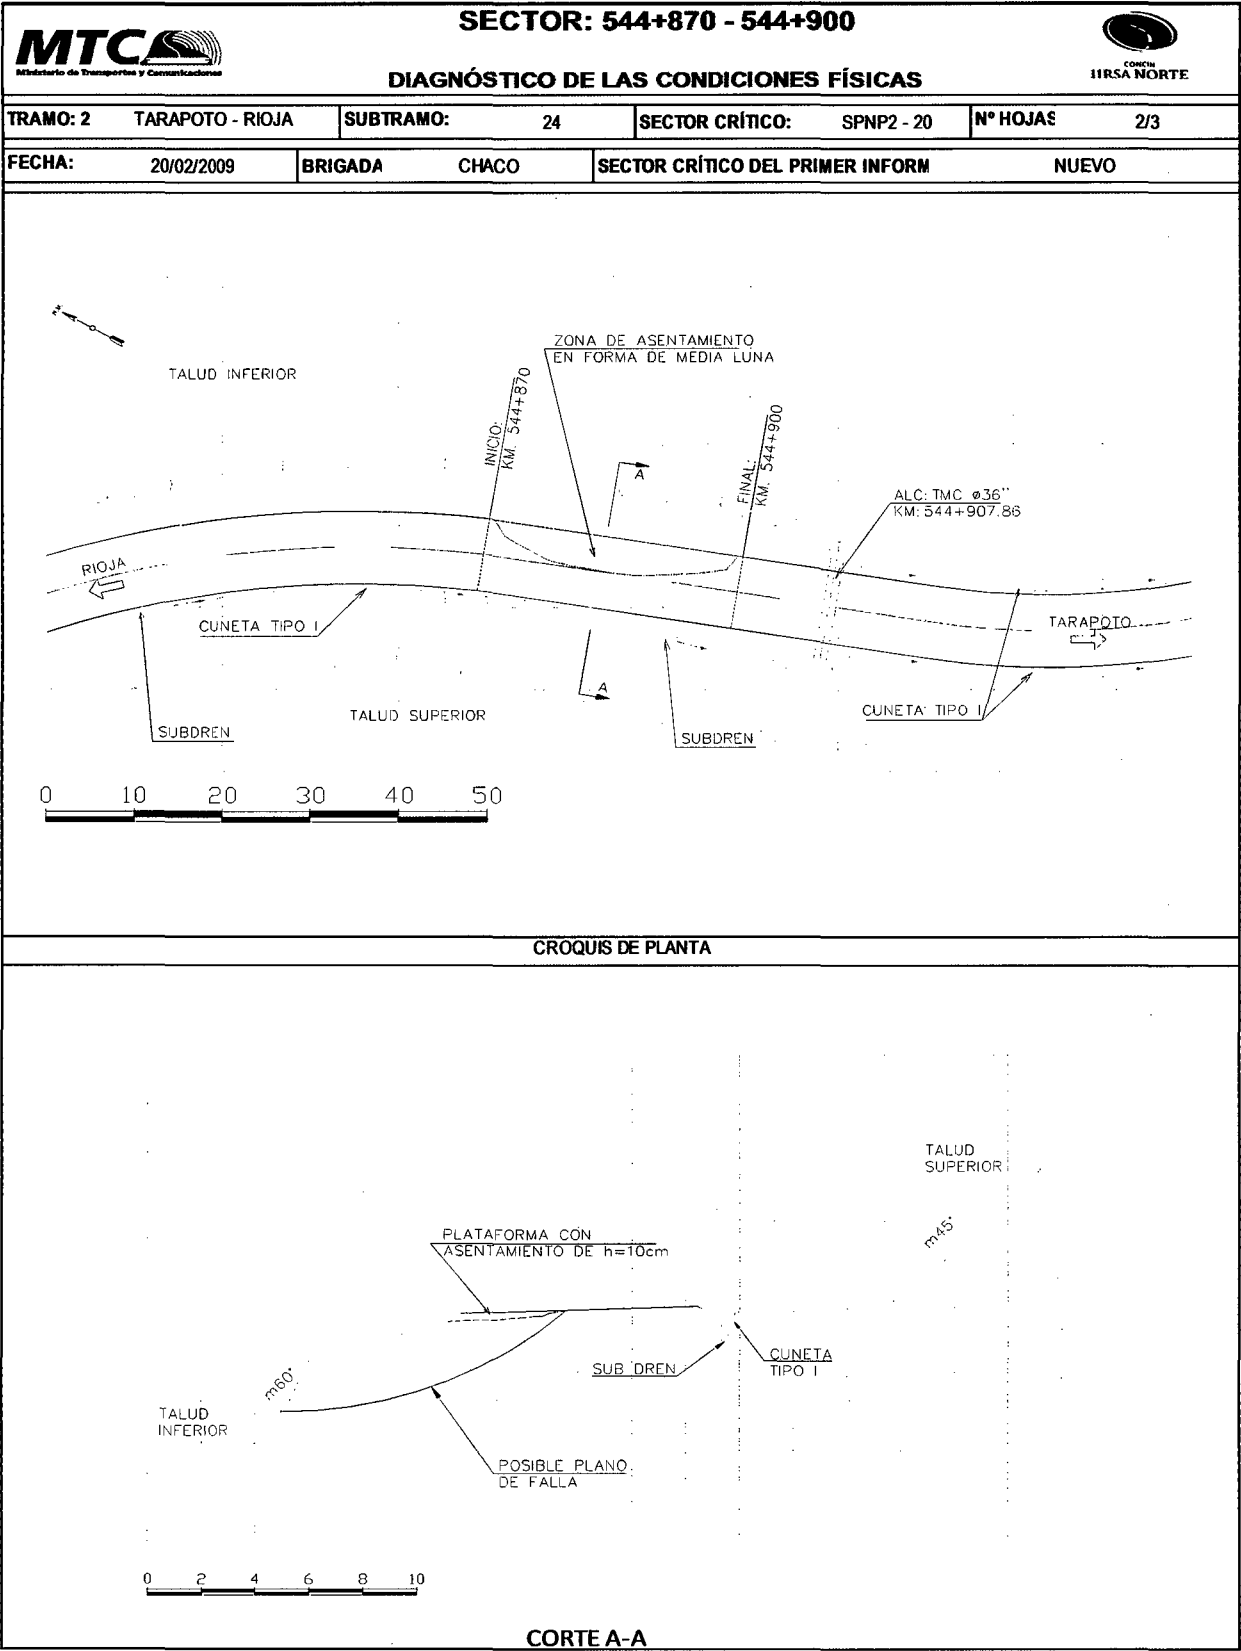 SECTOR: 544+870 - 544+900
MTC
Ministerio de Transportes y Comunicaciones
CONCIN
IIRSA NORTE
DIAGNÓSTICO DE LAS CONDICIONES FÍSICAS
TRAMO: 2 TARAPOTO - RIOJA SUBTRAMO: 24 SECTOR CRÍTICO: SPNP2 - 20 Nº HOJAS 2/3
FECHA: 20/02/2009 BRIGADA CHACO SECTOR CRÍTICO DEL PRIMER INFORM NUEVO
ZONA DE ASENTAMIENTO
EN FORMA DE MEDIA LUNA
TALUD INFERIOR
INICIO:
KM. 544+870
FINAL:
KM. 544+900
A
ALC: TMC ø36"
KM: 544+907.86
RIOJA
CUNETA TIPO I
TARAPOTO
A
CUNETA TIPO I
TALUD SUPERIOR
SUBDREN
SUBDREN
0 10 20 30 40 50
CROQUIS DE PLANTA
TALUD
SUPERIOR
m45°
PLATAFORMA CON
ASENTAMIENTO DE h=10cm
SUB DREN
CUNETA
TIPO I
m60°
TALUD
INFERIOR
POSIBLE PLANO
DE FALLA
0 2 4 6 8 10
CORTE A-A